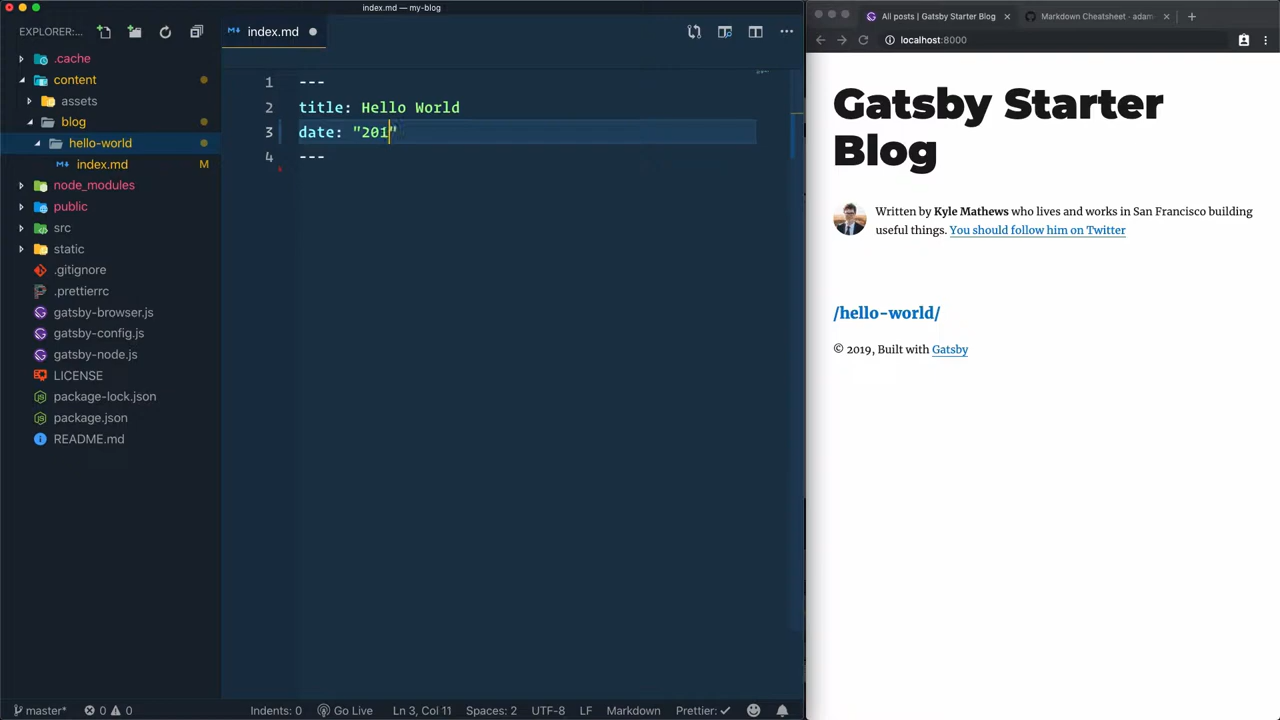 index.md — my-blog
EXPLORER:...
index.md
.cache
content
assets
blog
hello-world
index.md M
node_modules
public
src
static
.gitignore
.prettierrc
gatsby-browser.js
gatsby-config.js
gatsby-node.js
LICENSE
package-lock.json
package.json
README.md
1 ---
2 title: Hello World
3 date: "201"
4 ---
master* 0 0 Indents: 0 Go Live Ln 3, Col 11 Spaces: 2 UTF-8 LF Markdown Prettier: ✓
All posts | Gatsby Starter Blog × Markdown Cheatsheet · adam × +
localhost:8000
Gatsby Starter
Blog
Written by Kyle Mathews who lives and works in San Francisco building
useful things. You should follow him on Twitter
/hello-world/
© 2019, Built with Gatsby